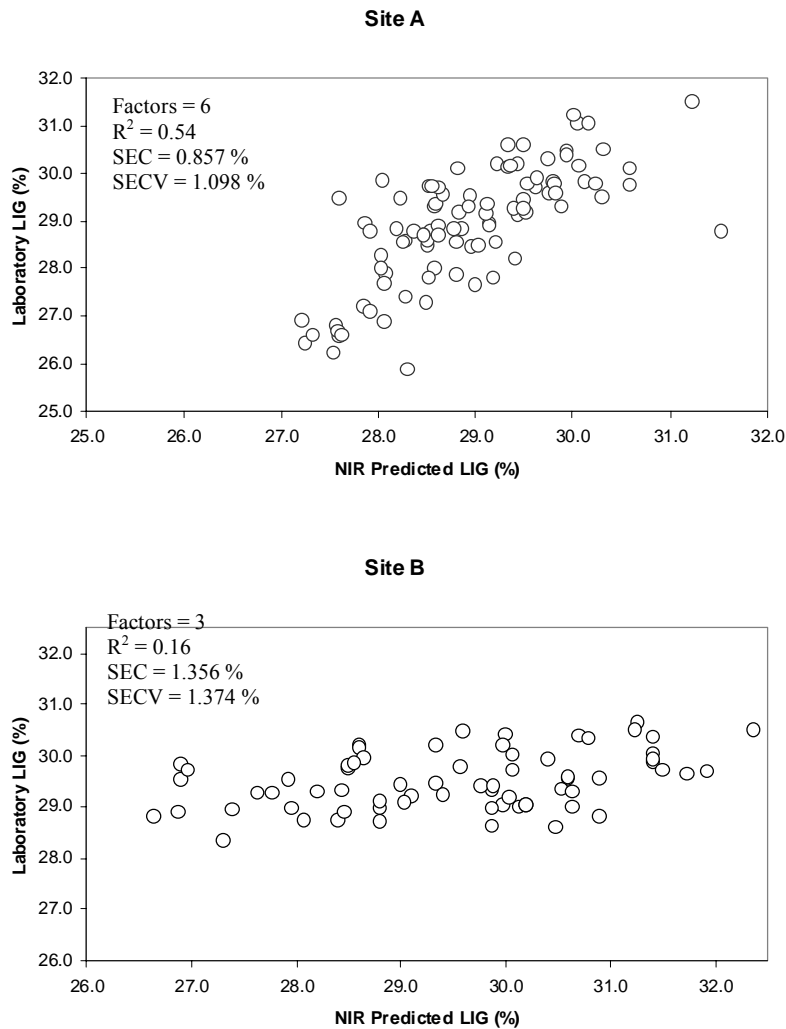 Site A
32.0
31.0
30.0
29.0
28.0
27.0
26.0
25.0
Laboratory LIG (%)
Factors = 6
R² = 0.54
SEC = 0.857 %
SECV = 1.098 %
25.0 26.0 27.0 28.0 29.0 30.0 31.0 32.0
NIR Predicted LIG (%)
Site B
32.0
31.0
30.0
29.0
28.0
27.0
26.0
Laboratory LIG (%)
Factors = 3
R² = 0.16
SEC = 1.356 %
SECV = 1.374 %
26.0 27.0 28.0 29.0 30.0 31.0 32.0
NIR Predicted LIG (%)